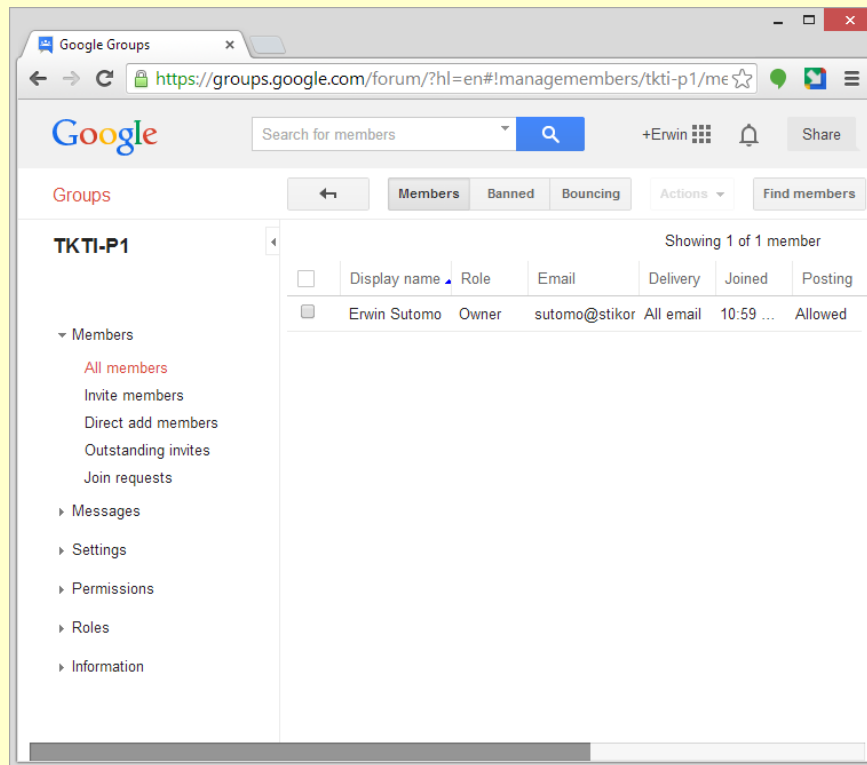 Google Groups
https://groups.google.com/forum/?hl=en#!managemembers/tkti-p1/me
Google
Search for members
+Erwin
Share
Groups
Members Banned Bouncing Actions Find members
TKTI-P1
Showing 1 of 1 member
Display name Role Email Delivery Joined Posting
Erwin Sutomo Owner sutomo@stikor All email 10:59 ... Allowed
Members
All members
Invite members
Direct add members
Outstanding invites
Join requests
Messages
Settings
Permissions
Roles
Information